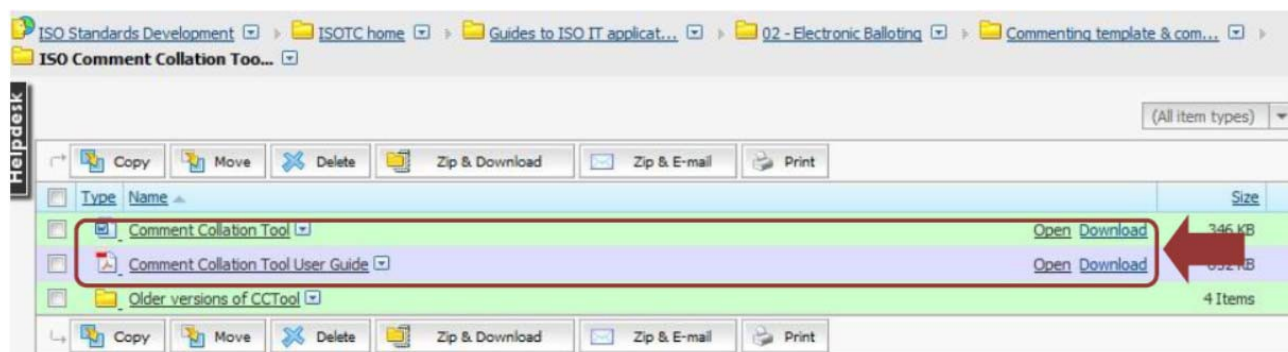 ISO Standards Development ISOTC home Guides to ISO IT applicat... 02 - Electronic Balloting Commenting template & com...
ISO Comment Collation Too...
Helpdesk
(All item types)
Copy Move Delete Zip & Download Zip & E-mail Print
Type Name Size
Comment Collation Tool Open Download 346 KB
Comment Collation Tool User Guide Open Download KB
Older versions of CCTool 4 Items
Copy Move Delete Zip & Download Zip & E-mail Print